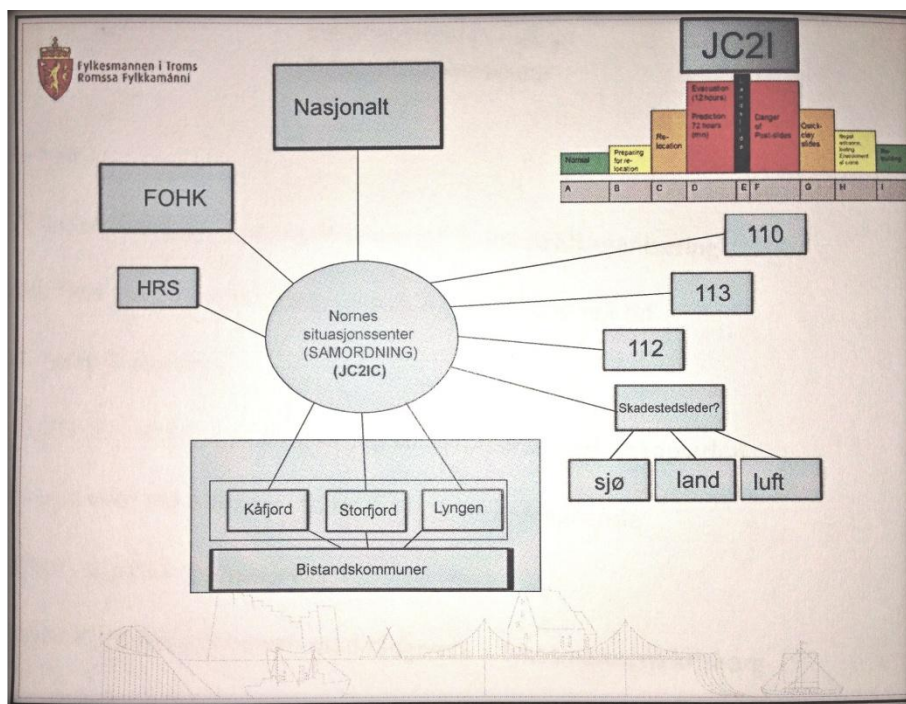 Fylkesmannen i Troms
Romssa Fylkkamánni
Nasjonalt
JC2I
Evacuation
(12 hours)
Prediction
72 hours
(min)
Danger
of
Post-slides
Re-
location
Quick-
clay
slides
Normal
Preparing
for re-
location
A
B
C
D
E
F
G
H
I
FOHK
HRS
110
113
112
Nornes
situasjonssenter
(SAMORDNING)
(JC2IC)
Skadestedsleder?
sjø
land
luft
Kåfjord
Storfjord
Lyngen
Bistandskommuner